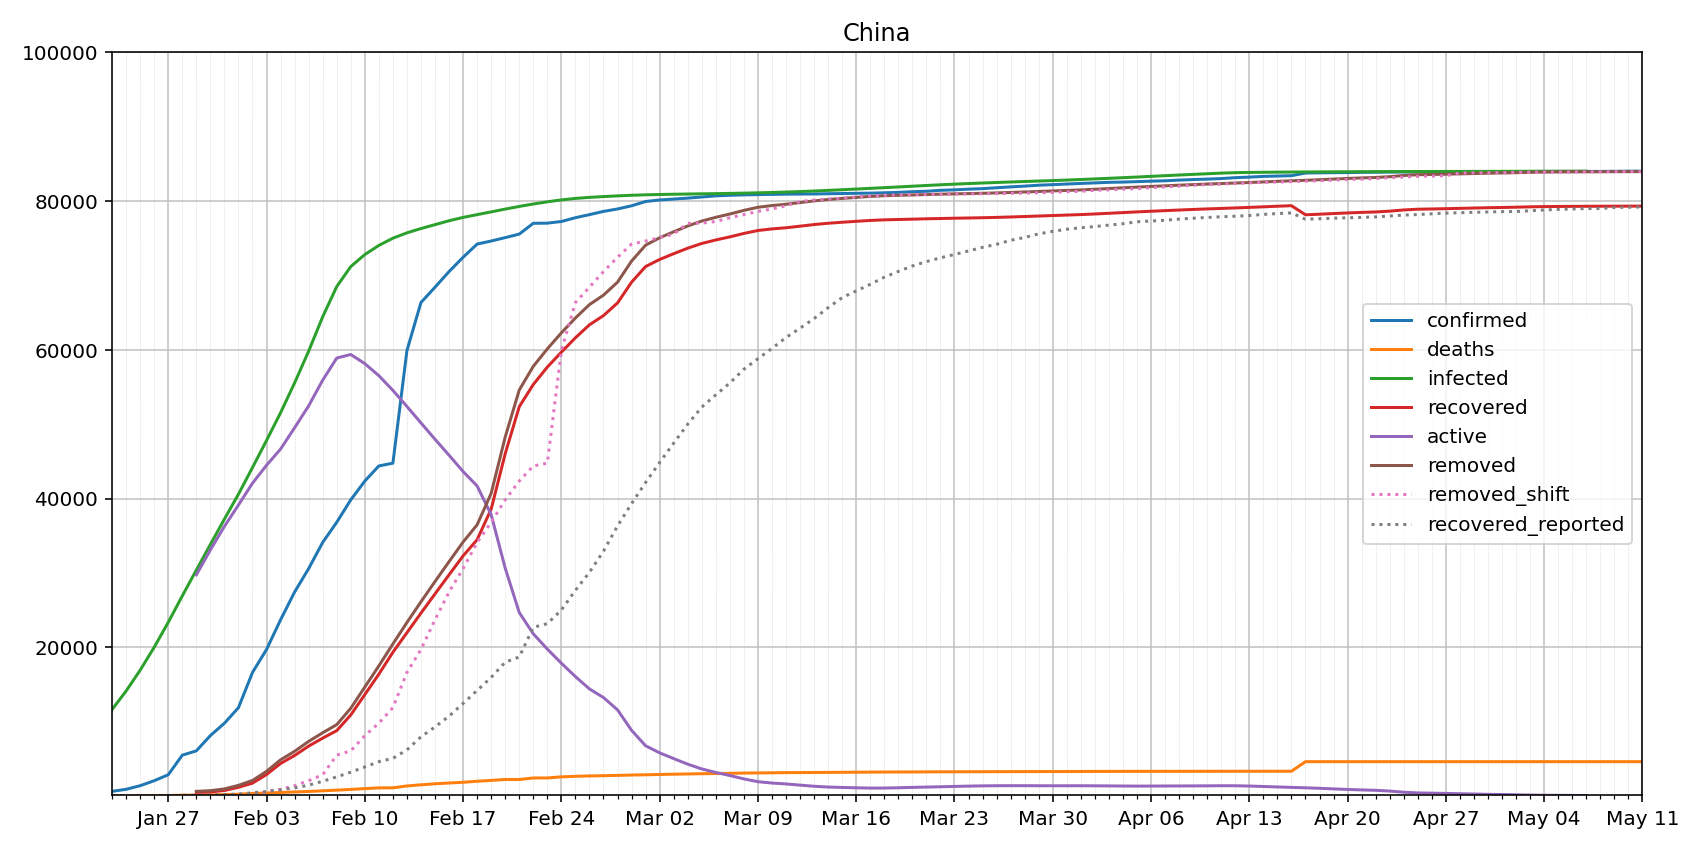 China
100000
80000
60000
40000
20000
confirmed
deaths
infected
recovered
active
removed
removed_shift
recovered_reported
Jan 27 Feb 03 Feb 10 Feb 17 Feb 24 Mar 02 Mar 09 Mar 16 Mar 23 Mar 30 Apr 06 Apr 13 Apr 20 Apr 27 May 04 May 11